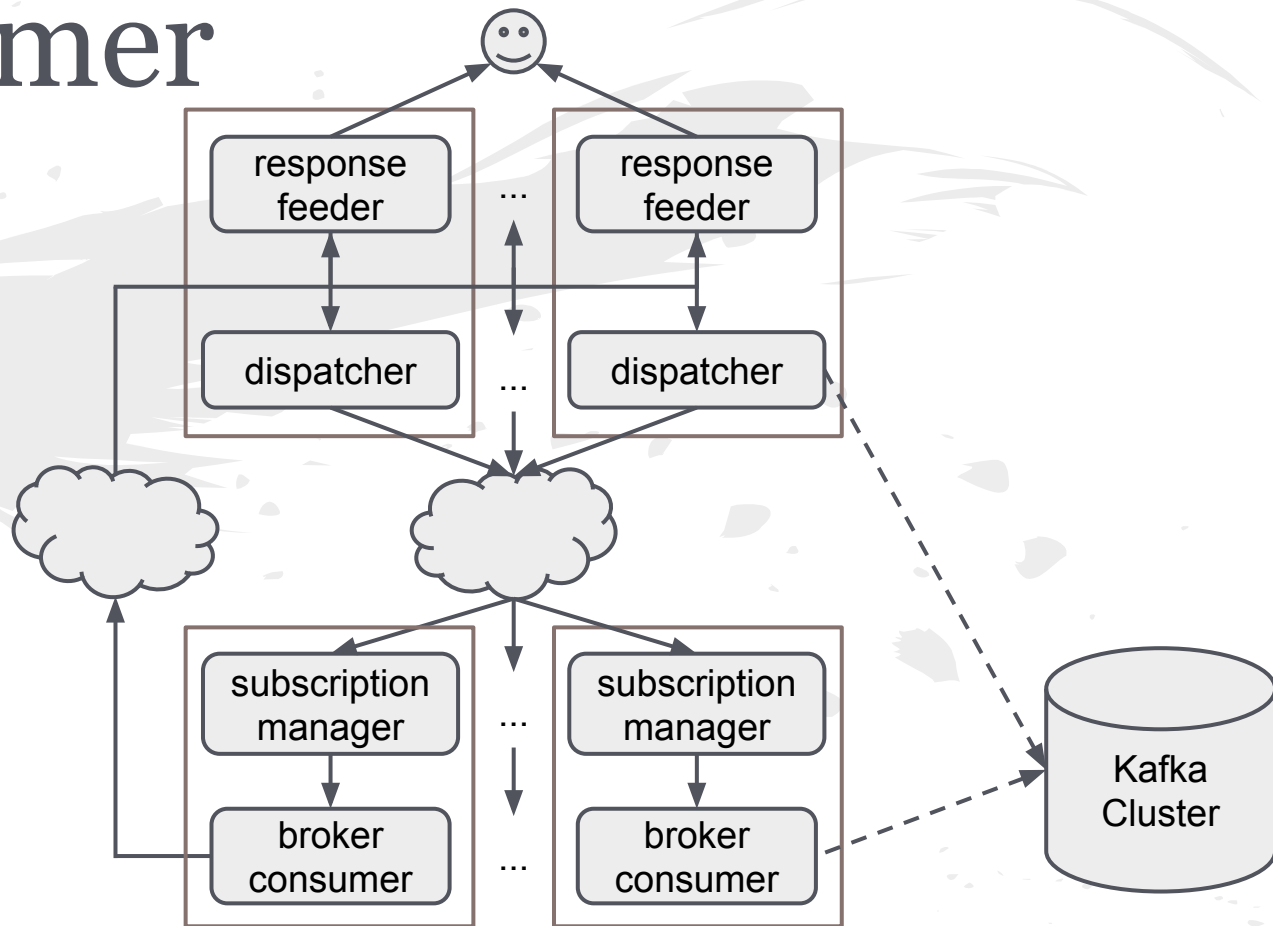 mer
response
feeder
...
response
feeder
dispatcher
...
dispatcher
subscription
manager
...
subscription
manager
Kafka
Cluster
broker
consumer
...
broker
consumer